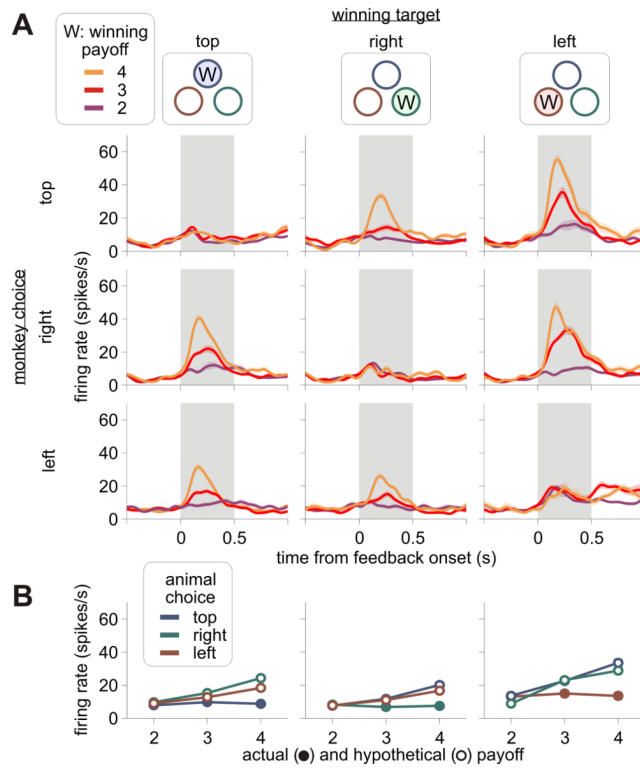 A
winning target
W: winning
payoff
4
3
2
top
right
left
W
W
W
monkey choice
top
right
left
firing rate (spikes/s)
60
40
20
0
60
40
20
0
60
40
20
0
0
0.5
0
0.5
0
0.5
time from feedback onset (s)
B
animal
choice
top
right
left
firing rate (spikes/s)
60
40
20
0
2
3
4
2
3
4
2
3
4
actual (●) and hypothetical (○) payoff